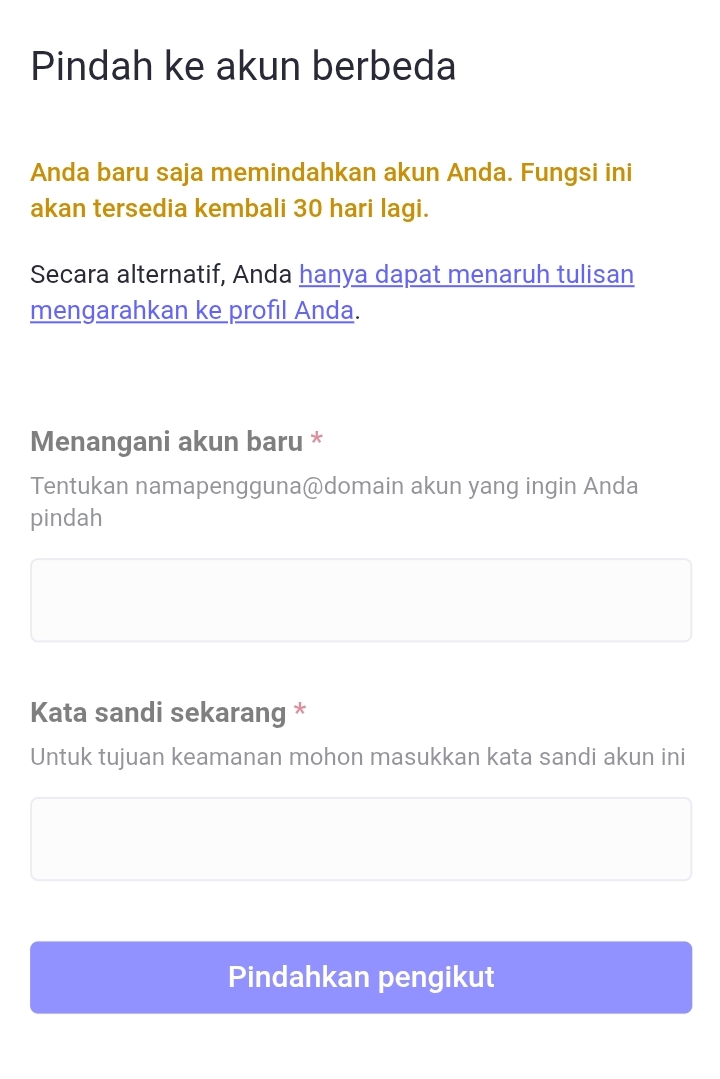 Pindah ke akun berbeda
Anda baru saja memindahkan akun Anda. Fungsi ini
akan tersedia kembali 30 hari lagi.
Secara alternatif, Anda hanya dapat menaruh tulisan
mengarahkan ke profil Anda.
Menangani akun baru *
Tentukan namapengguna@domain akun yang ingin Anda
pindah
Kata sandi sekarang *
Untuk tujuan keamanan mohon masukkan kata sandi akun ini
Pindahkan pengikut